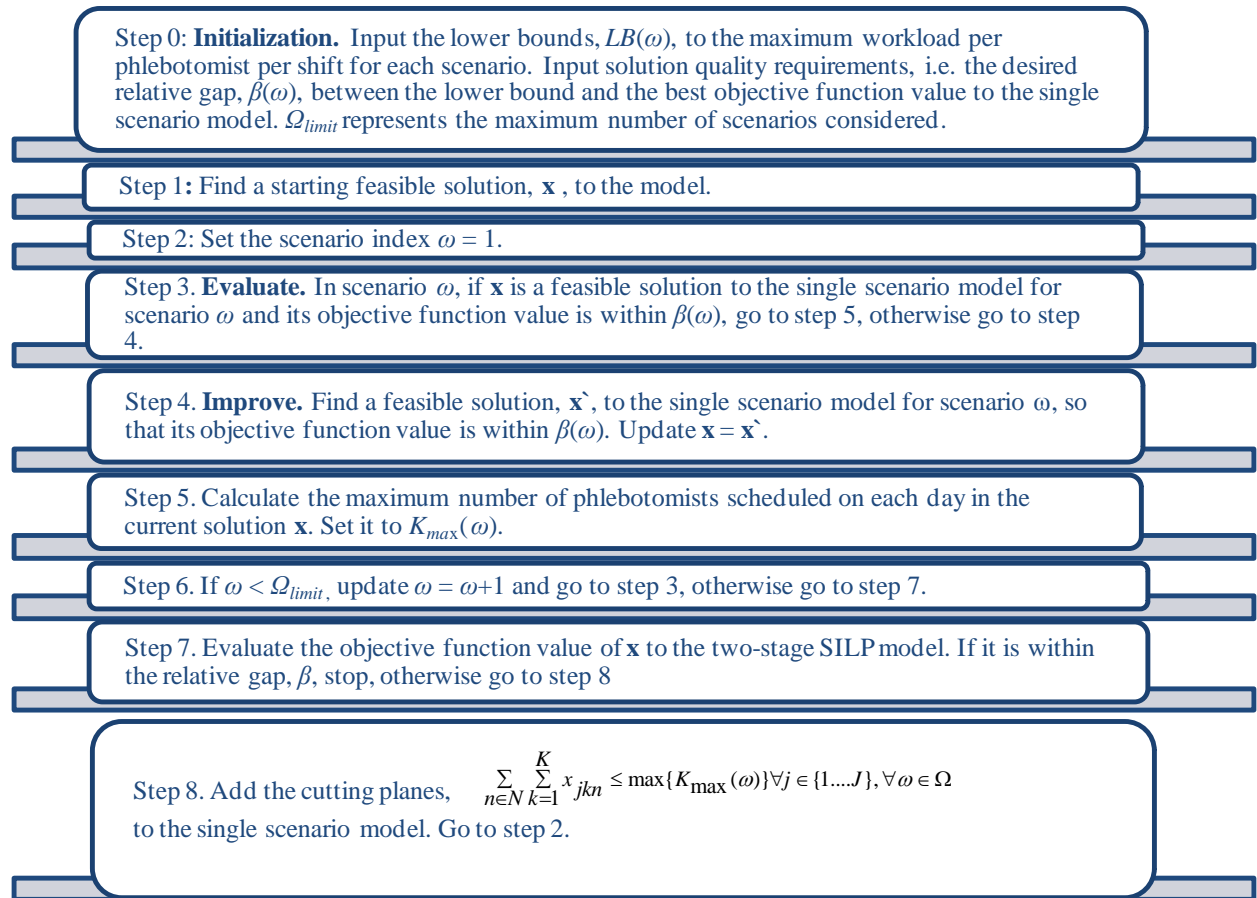 Step 0: Initialization. Input the lower bounds, LB(ω), to the maximum workload per
phlebotomist per shift for each scenario. Input solution quality requirements, i.e. the desired
relative gap, β(ω), between the lower bound and the best objective function value to the single
scenario model. Ω_limit represents the maximum number of scenarios considered.
Step 1: Find a starting feasible solution, x , to the model.
Step 2: Set the scenario index ω = 1.
Step 3. Evaluate. In scenario ω, if x is a feasible solution to the single scenario model for
scenario ω and its objective function value is within β(ω), go to step 5, otherwise go to step
4.
Step 4. Improve. Find a feasible solution, x`, to the single scenario model for scenario ω, so
that its objective function value is within β(ω). Update x = x`.
Step 5. Calculate the maximum number of phlebotomists scheduled on each day in the
current solution x. Set it to K_max(ω).
Step 6. If ω < Ω_limit, update ω = ω+1 and go to step 3, otherwise go to step 7.
Step 7. Evaluate the objective function value of x to the two-stage SILP model. If it is within
the relative gap, β, stop, otherwise go to step 8
Step 8. Add the cutting planes, ∑_{n∈N} ∑_{k=1}^{K} x_{jkn} ≤ max{K_max(ω)}∀j ∈ {1....J}, ∀ω ∈ Ω
to the single scenario model. Go to step 2.